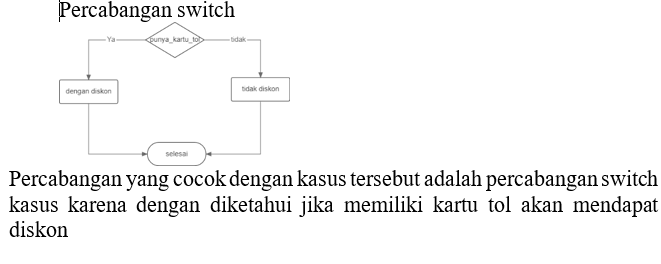 Percabangan switch
Ya
punya_kartu_tol
tidak
dengan diskon
tidak diskon
selesai
Percabangan yang cocok dengan kasus tersebut adalah percabangan switch
kasus karena dengan diketahui jika memiliki kartu tol akan mendapat
diskon